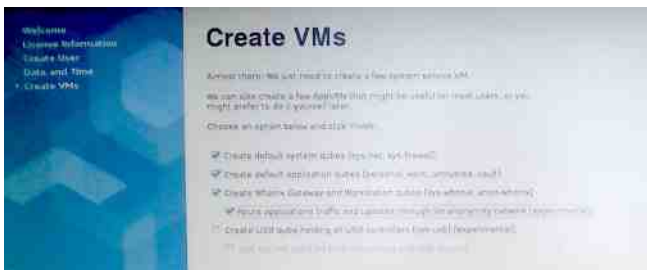 Welcome
License Information
Create User
Date and Time
Create VMs
Create VMs
Almost there: We just need to create a few system service VM.
We can also create a few AppVMs that might be useful for most users, or you
might prefer to do it yourself later.
Choose an option below and click
Create default system qubes (sys-net, sys-firewall)
Create default application qubes (personal, work, untrusted, vault)
Create Whonix Gateway and Workstation qubes (sys-whonix, anon-whonix)
Route applications traffic and updates through Tor anonymity network [experimental]
Create USB qube holding all USB controllers (sys-usb) [experimental]